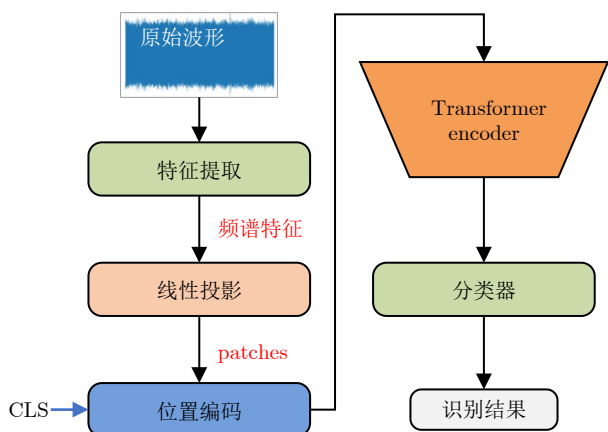 原始波形
特征提取
频谱特征
线性投影
patches
CLS
位置编码
Transformer
encoder
分类器
识别结果